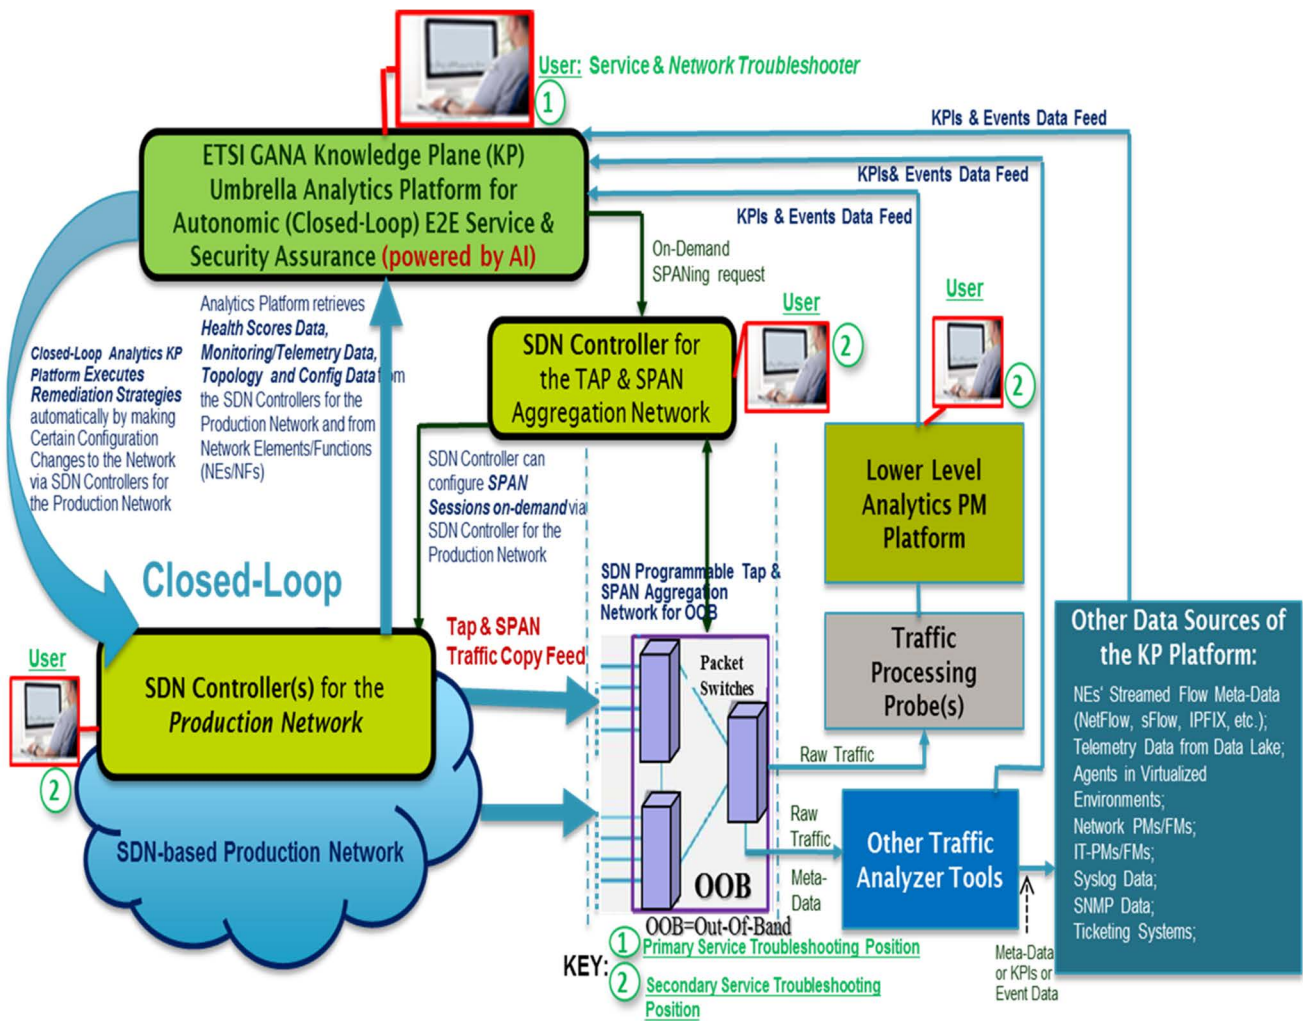 User: Service & Network Troubleshooter
1
KPIs & Events Data Feed
KPIs& Events Data Feed
KPIs & Events Data Feed
ETSI GANA Knowledge Plane (KP)
Umbrella Analytics Platform for
Autonomic (Closed-Loop) E2E Service &
Security Assurance (powered by AI)
On-Demand
SPANing request
User
2
User
2
Analytics Platform retrieves
Health Scores Data,
Monitoring/Telemetry Data,
Topology and Config Data from
the SDN Controllers for the
Production Network and from
Network Elements/Functions
(NEs/NFs)
Closed-Loop Analytics KP
Platform Executes
Remediation Strategies
automatically by making
Certain Configuration
Changes to the Network
via SDN Controllers for
the Production Network
SDN Controller for
the TAP & SPAN
Aggregation Network
SDN Controller can
configure SPAN
Sessions on-demand via
SDN Controller for the
Production Network
Lower Level
Analytics PM
Platform
Closed-Loop
SDN Programmable Tap &
SPAN Aggregation
Network for OOB
Tap & SPAN
Traffic Copy Feed
Traffic
Processing
Probe(s)
User
2
SDN Controller(s) for the
Production Network
SDN-based Production Network
Packet
Switches
OOB
OOB=Out-Of-Band
Raw Traffic
Raw
Traffic
Meta-
Data
Other Traffic
Analyzer Tools
Meta-Data
or KPIs or
Event Data
Other Data Sources of
the KP Platform:
NEs‘ Streamed Flow Meta-Data
(NetFlow, sFlow, IPFIX, etc.);
Telemetry Data from Data Lake;
Agents in Virtualized
Environments;
Network PMs/FMs;
IT-PMs/FMs;
Syslog Data;
SNMP Data;
Ticketing Systems;
KEY:
1 Primary Service Troubleshooting Position
2 Secondary Service Troubleshooting
Position